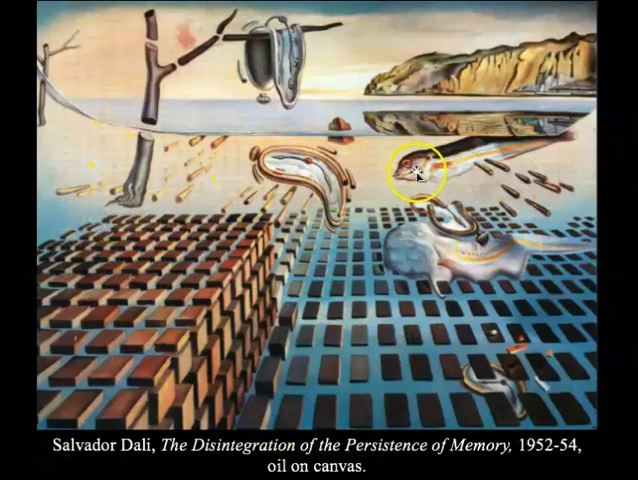 Salvador Dali, The Disintegration of the Persistence of Memory, 1952-54,
oil on canvas.